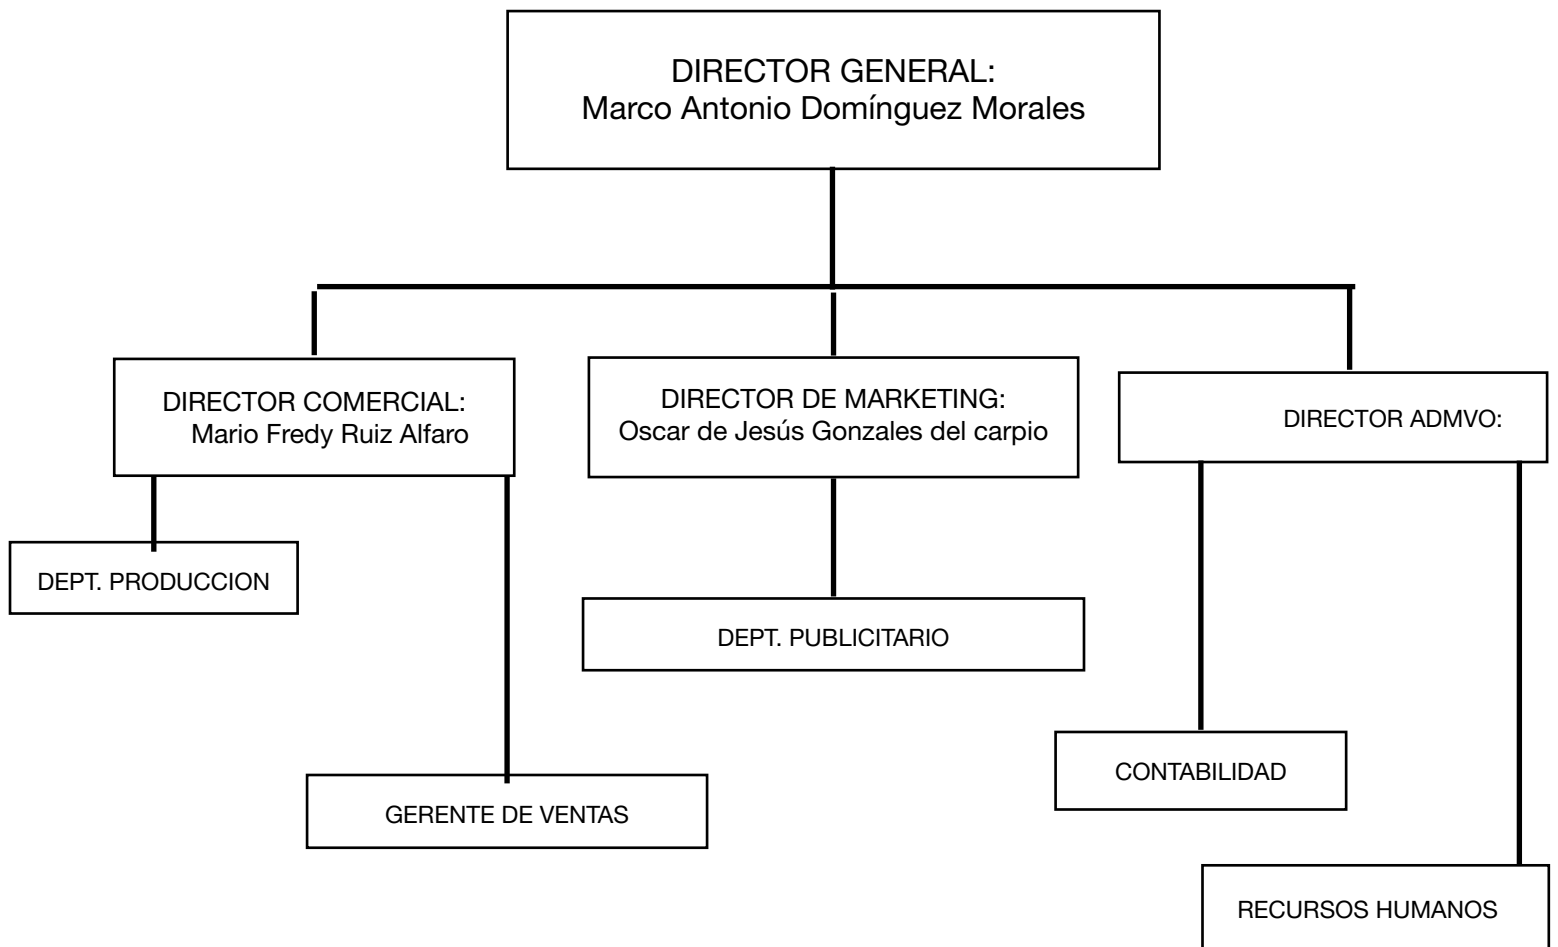 DIRECTOR GENERAL:
Marco Antonio Domínguez Morales
DIRECTOR COMERCIAL:
Mario Fredy Ruiz Alfaro
DIRECTOR DE MARKETING:
Oscar de Jesús Gonzales del carpio
DIRECTOR ADMVO:
DEPT. PRODUCCION
DEPT. PUBLICITARIO
CONTABILIDAD
GERENTE DE VENTAS
RECURSOS HUMANOS